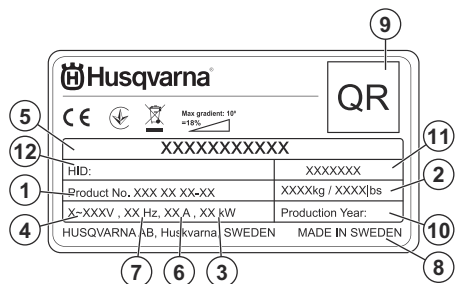 9
Husqvarna
QR
CE
Max gradient: 10°
=18%
5
XXXXXXXXXXX
11
12
HID:
XXXXXXX
1
Product No. XXX XX XX-XX
XXXXkg / XXXX|bs
2
4
X~XXXV , XX Hz, XX A , XX kW
Production Year:
10
HUSQVARNA AB, Huskvarna, SWEDEN
MADE IN SWEDEN
7
6
3
8